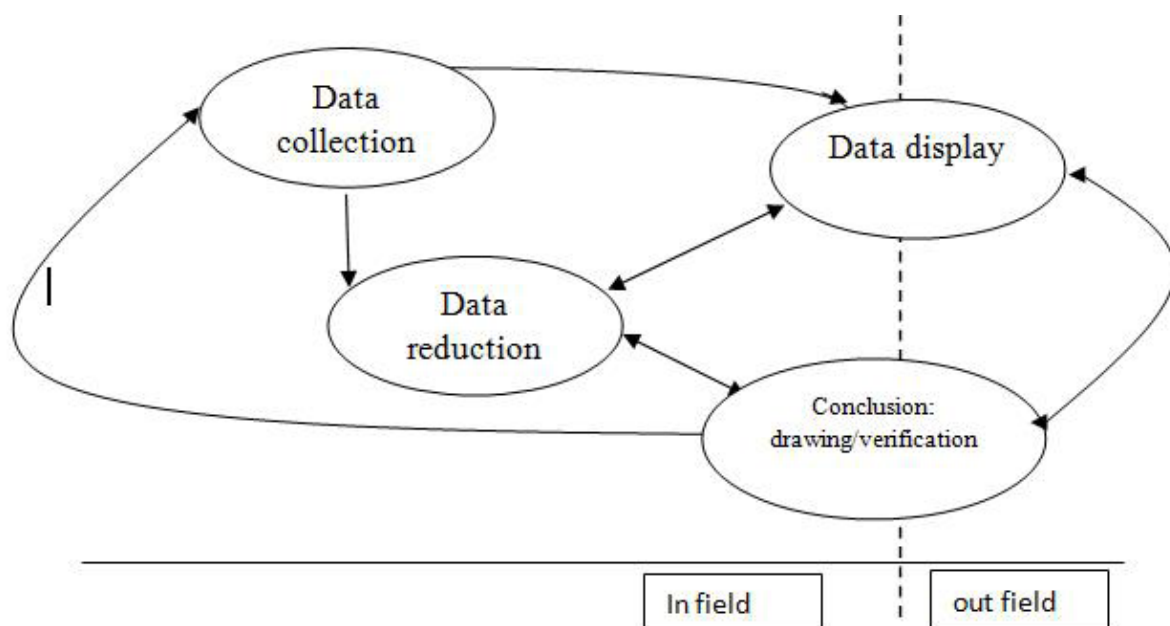 Data
collection
Data display
Data
reduction
Conclusion:
drawing/verification
In field
out field